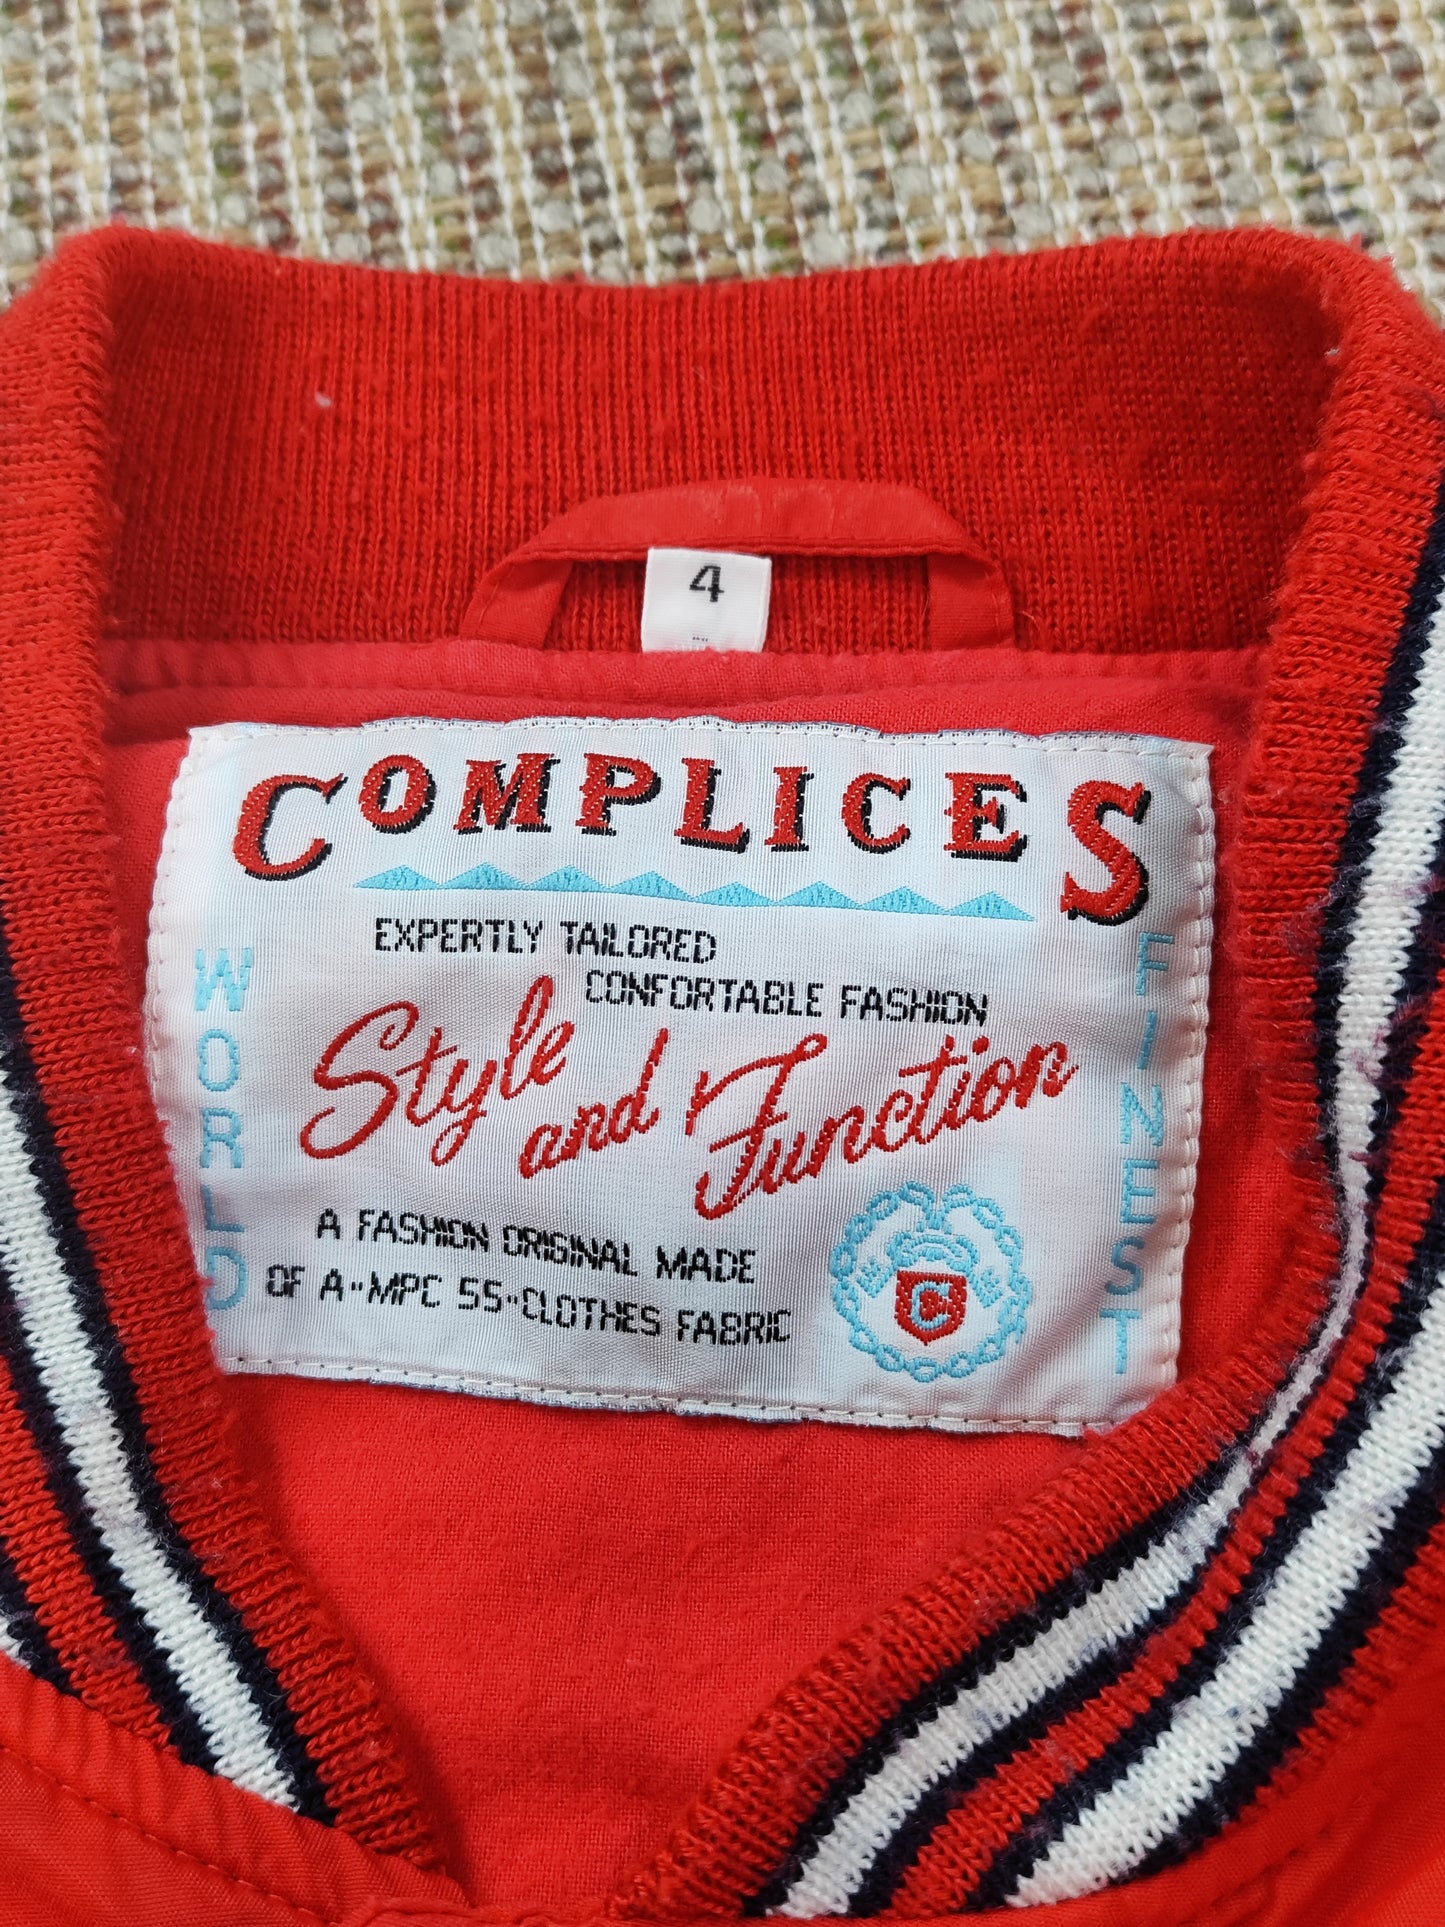 4
COMPLICES
EXPERTLY TAILORED
CONFORTABLE FASHION
Style and Function
A FASHION ORIGINAL MADE
OF A-MPC 55-CLOTHES FABRIC
WORLD
FINEST
C